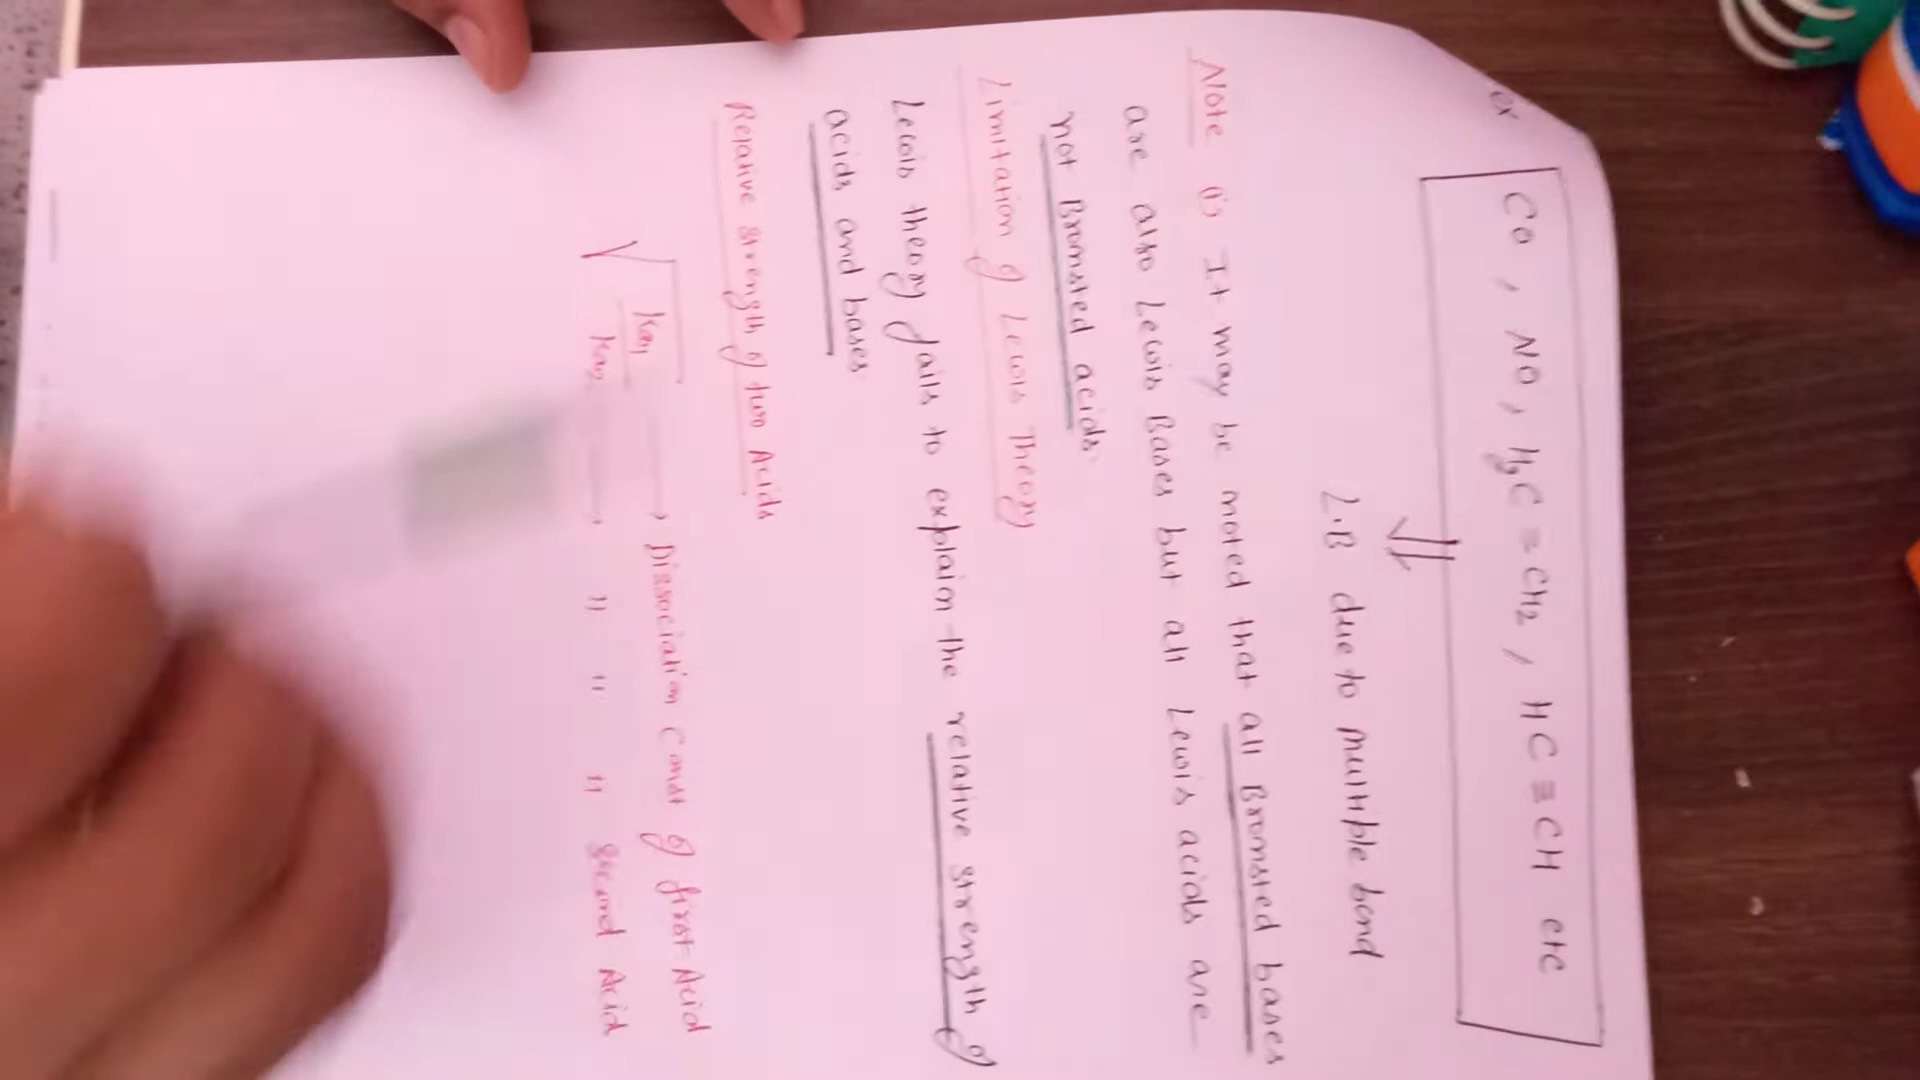 ex CO, NO, H2C = CH2, HC ≡ CH etc
L.B due to multiple bond
Note (i) It may be noted that all Bronsted bases
are also Lewis Bases but all Lewis acids are
not Bronsted acids.
Limitation of Lewis Theory
Lewis theory fails to explain the relative strength of
acids and bases.
Relative strength of two Acids
√ Ka1 → Dissociation Const of first Acid
Ka2 → " " " Second Acid